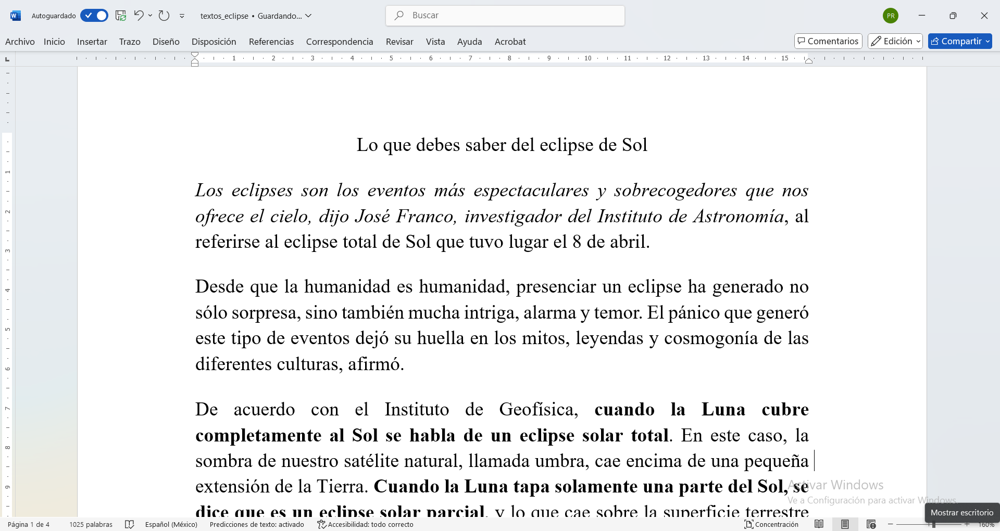 Autoguardado
textos_eclipse • Guardando...
Buscar
PR
Archivo Inicio Insertar Trazo Diseño Disposición Referencias Correspondencia Revisar Vista Ayuda Acrobat
Comentarios Edición Compartir
1 2 3 4 5 6 7 8 9 10 11 12 13 14 15
1
2
3
4
5
6
7
8
9
Lo que debes saber del eclipse de Sol
Los eclipses son los eventos más espectaculares y sobrecogedores que nos
ofrece el cielo, dijo José Franco, investigador del Instituto de Astronomía, al
referirse al eclipse total de Sol que tuvo lugar el 8 de abril.
Desde que la humanidad es humanidad, presenciar un eclipse ha generado no
sólo sorpresa, sino también mucha intriga, alarma y temor. El pánico que generó
este tipo de eventos dejó su huella en los mitos, leyendas y cosmogonía de las
diferentes culturas, afirmó.
De acuerdo con el Instituto de Geofísica, cuando la Luna cubre
completamente al Sol se habla de un eclipse solar total. En este caso, la
sombra de nuestro satélite natural, llamada umbra, cae encima de una pequeña
extensión de la Tierra. Cuando la Luna tapa solamente una parte del Sol, se
dice que es un eclipse solar parcial, y lo que cae sobre la superficie terrestre
Activar Windows
Ve a Configuración para activar Windows.
Mostrar escritorio
Página 1 de 4 1025 palabras Español (México) Predicciones de texto: activado Accesibilidad: todo correcto Concentración 160%